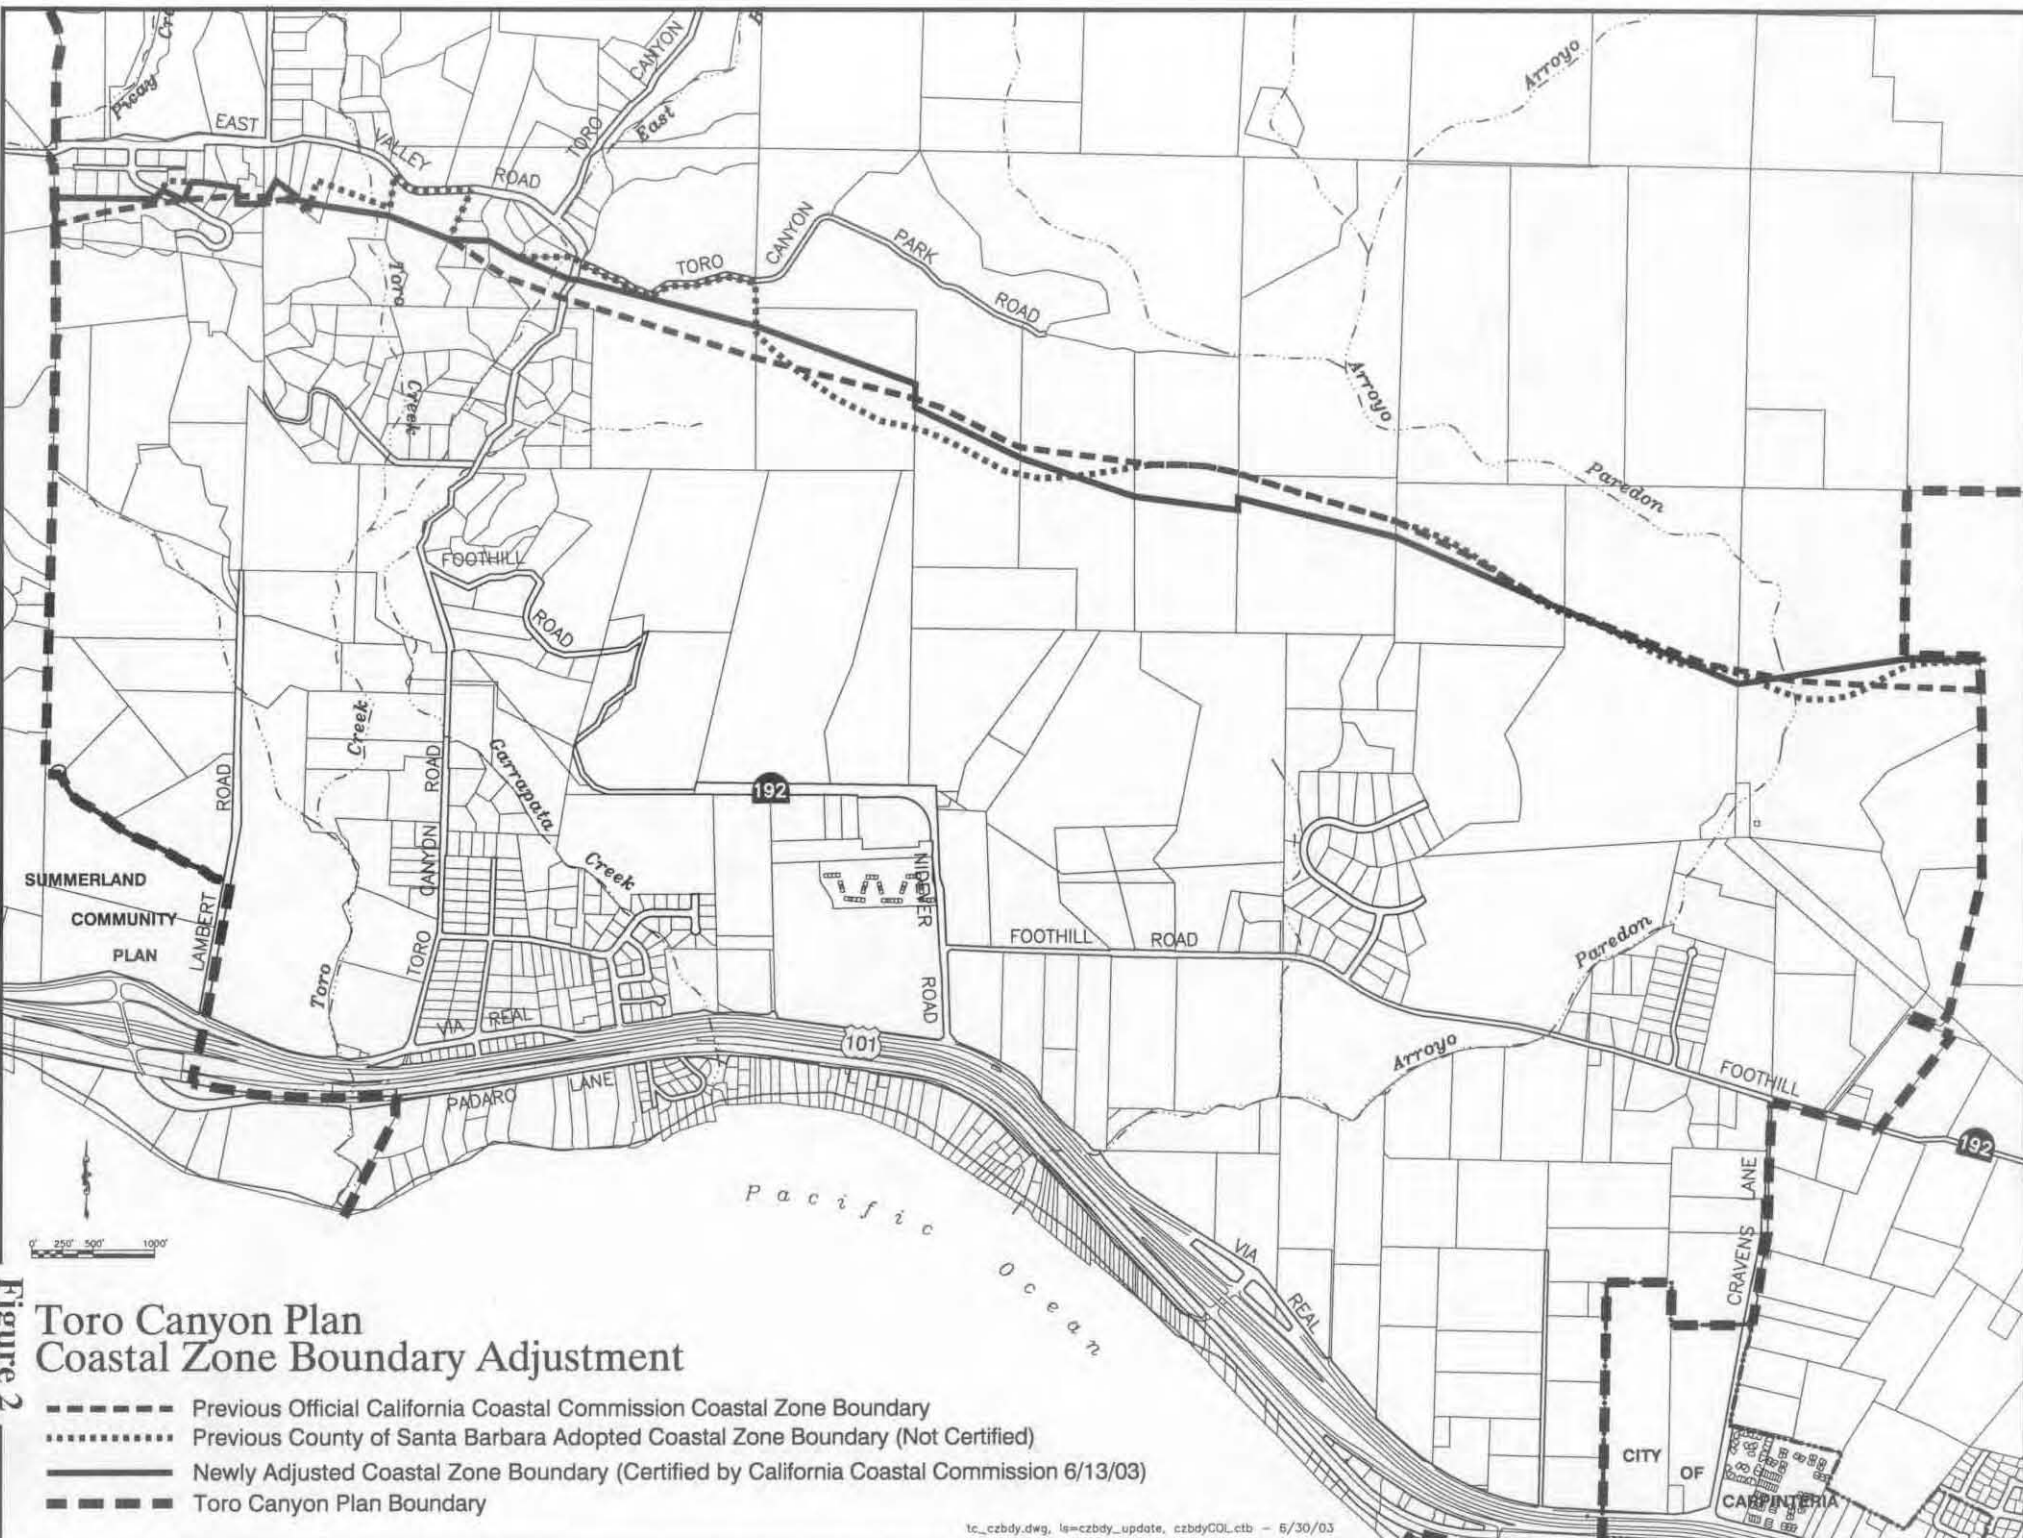 Cre
Picay
EAST
VALLEY
ROAD
TORO
CANYON
East
Arroyo
TORO
CANYON
PARK
ROAD
Toro
Creek
Arroyo
Paredon
FOOTHILL
ROAD
Creek
ROAD
ROAD
Garrapata
Creek
192
SUMMERLAND
COMMUNITY
PLAN
LAMBERT
CANYON
TORO
Toro
NIDEVER
ROAD
FOOTHILL ROAD
Paredon
Arroyo
VIA REAL
101
PADARO LANE
FOOTHILL
192
CRAVENS LANE
Pacific
Ocean
VIA
REAL
0' 250' 500' 1000'
CITY
OF
CARPINTERIA
Figure 2
Toro Canyon Plan
Coastal Zone Boundary Adjustment
Previous Official California Coastal Commission Coastal Zone Boundary
Previous County of Santa Barbara Adopted Coastal Zone Boundary (Not Certified)
Newly Adjusted Coastal Zone Boundary (Certified by California Coastal Commission 6/13/03)
Toro Canyon Plan Boundary
tc_czbdy.dwg, ls=czbdy_update, czbdyCOL.ctb - 6/30/03